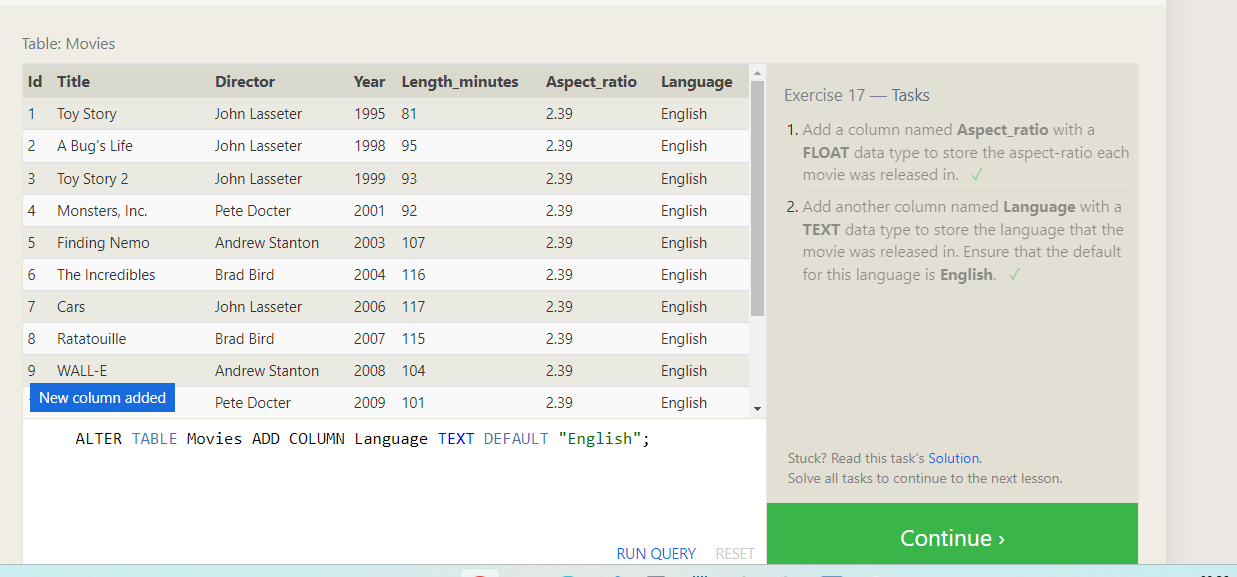 Table: Movies
Id Title Director Year Length_minutes Aspect_ratio Language
1 Toy Story John Lasseter 1995 81 2.39 English
2 A Bug's Life John Lasseter 1998 95 2.39 English
3 Toy Story 2 John Lasseter 1999 93 2.39 English
4 Monsters, Inc. Pete Docter 2001 92 2.39 English
5 Finding Nemo Andrew Stanton 2003 107 2.39 English
6 The Incredibles Brad Bird 2004 116 2.39 English
7 Cars John Lasseter 2006 117 2.39 English
8 Ratatouille Brad Bird 2007 115 2.39 English
9 WALL-E Andrew Stanton 2008 104 2.39 English
Pete Docter 2009 101 2.39 English
New column added
ALTER TABLE Movies ADD COLUMN Language TEXT DEFAULT "English";
RUN QUERY RESET
Exercise 17 — Tasks
1. Add a column named Aspect_ratio with a
FLOAT data type to store the aspect-ratio each
movie was released in. ✓
2. Add another column named Language with a
TEXT data type to store the language that the
movie was released in. Ensure that the default
for this language is English. ✓
Stuck? Read this task's Solution.
Solve all tasks to continue to the next lesson.
Continue ›